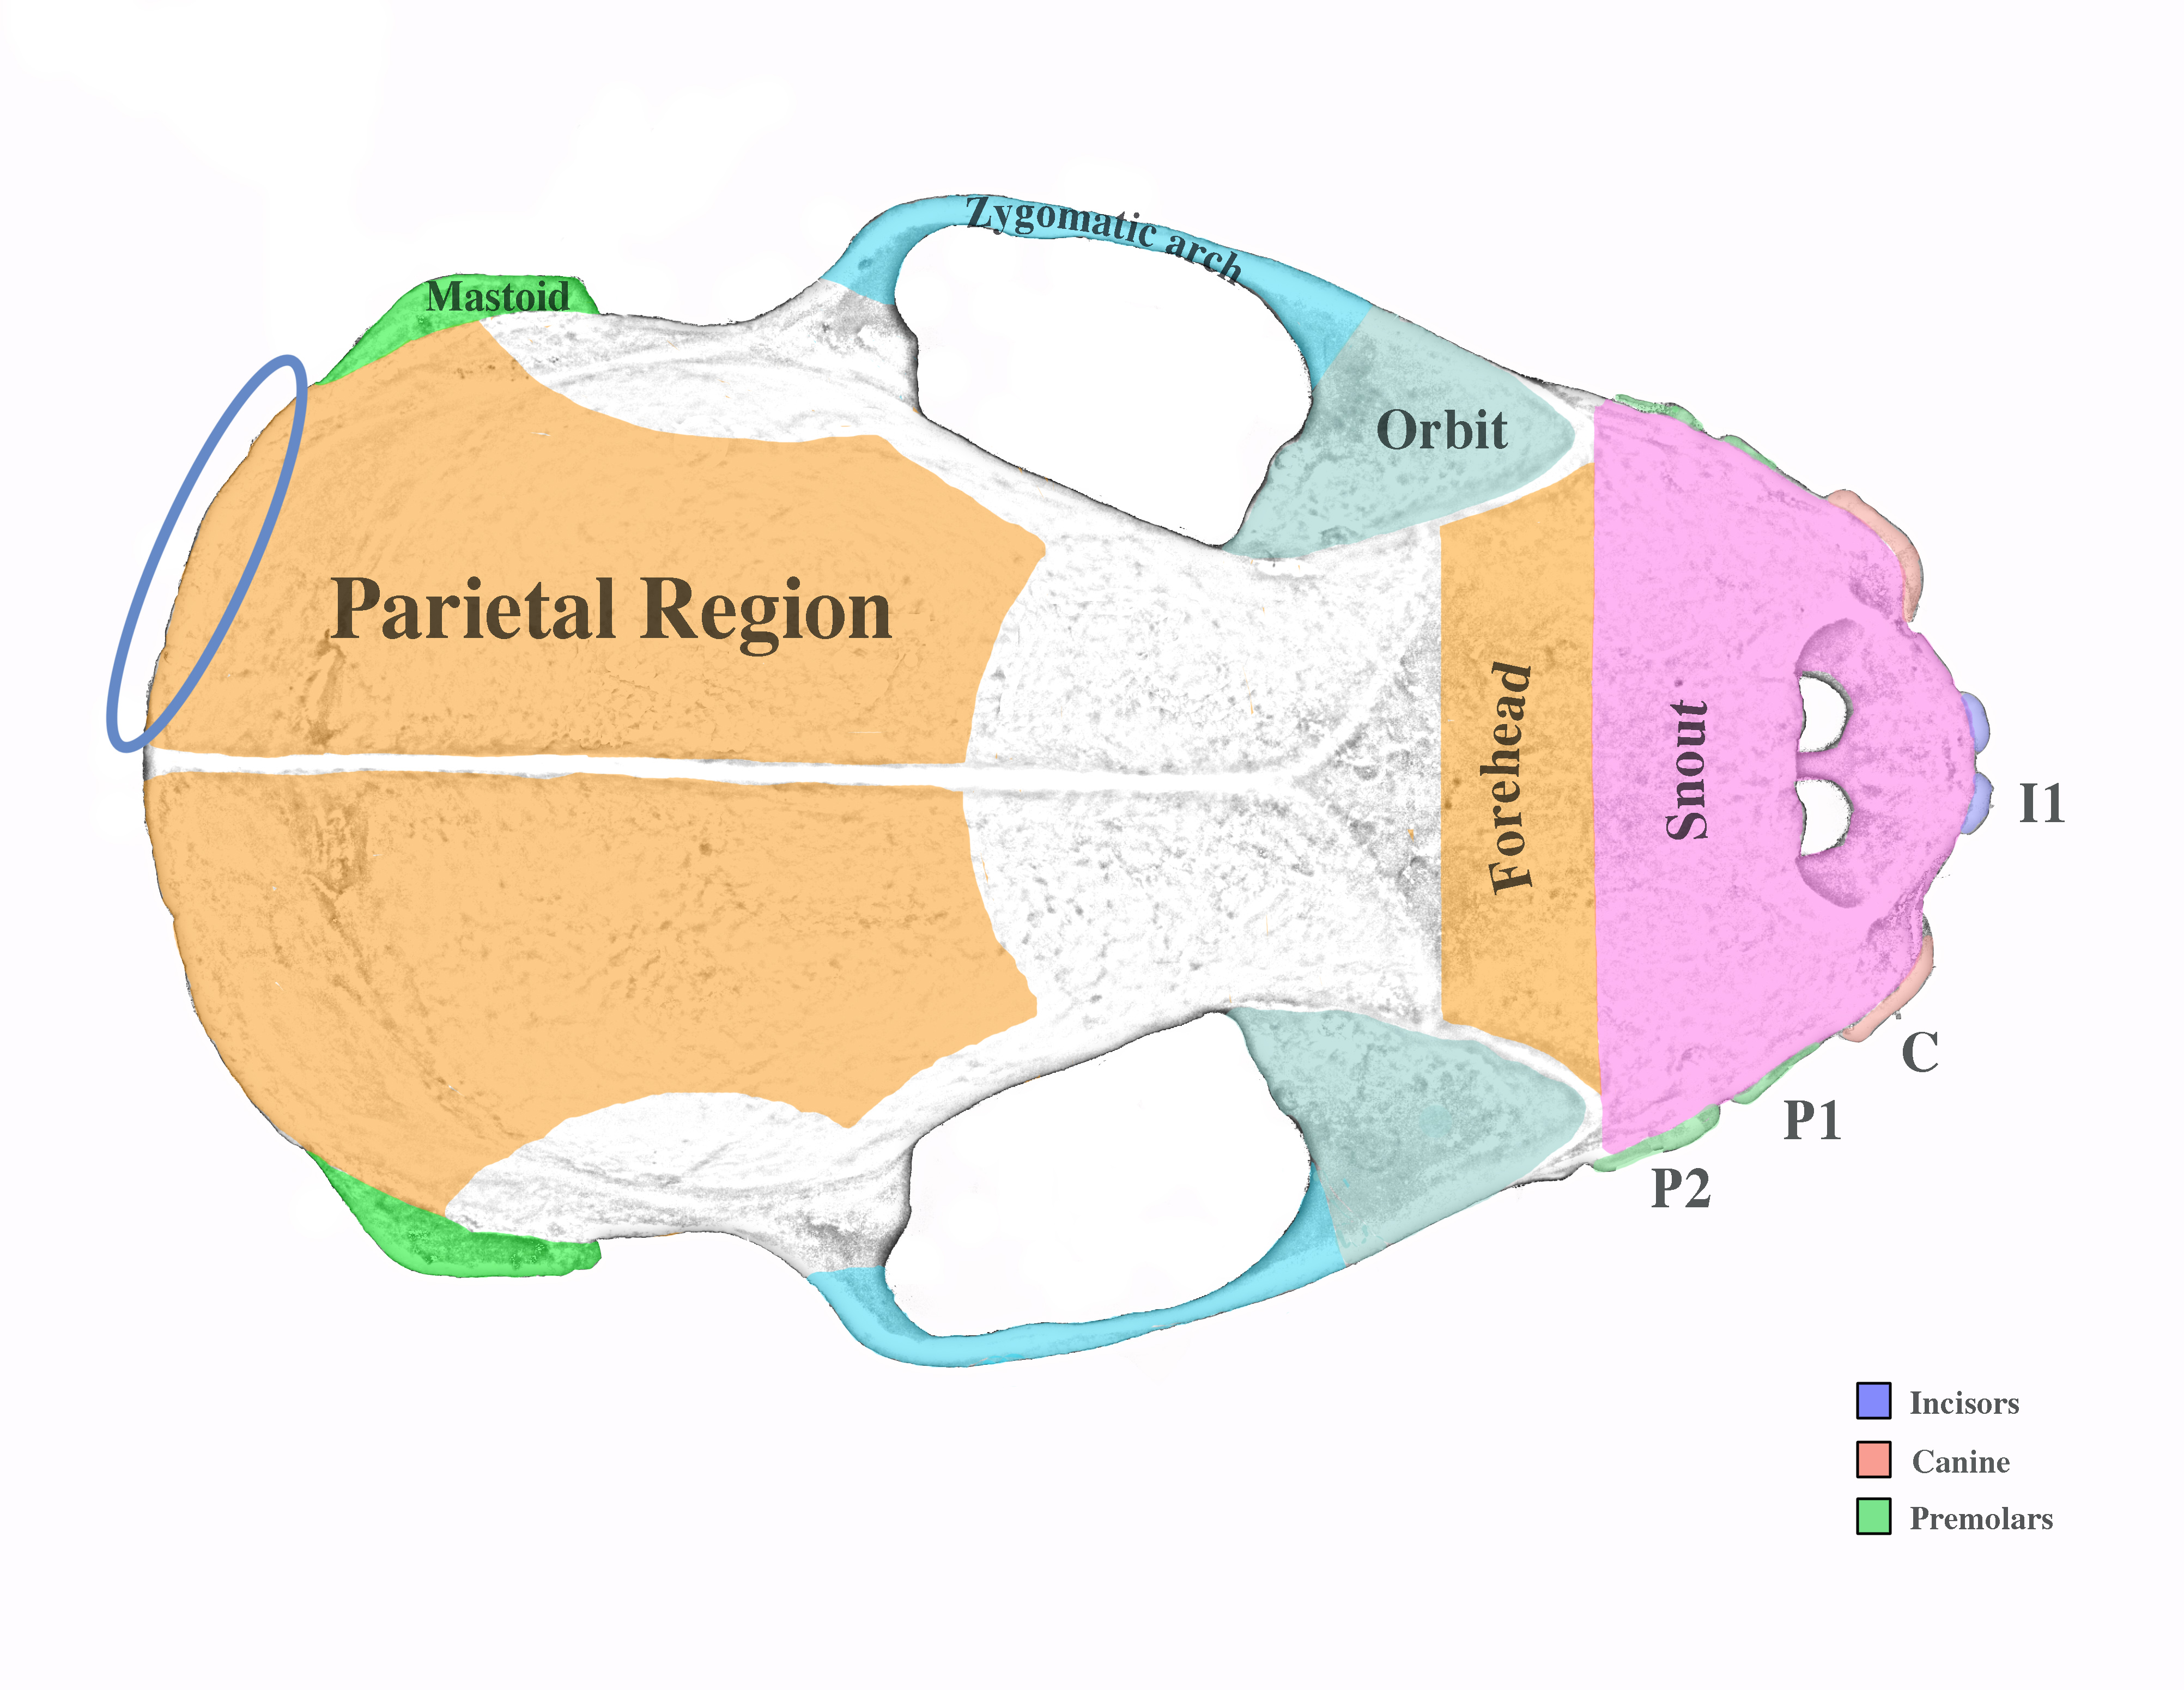 Zygomatic arch
Mastoid
Orbit
Parietal Region
Forehead
Snout
I1
C
P1
P2
Incisors
Canine
Premolars